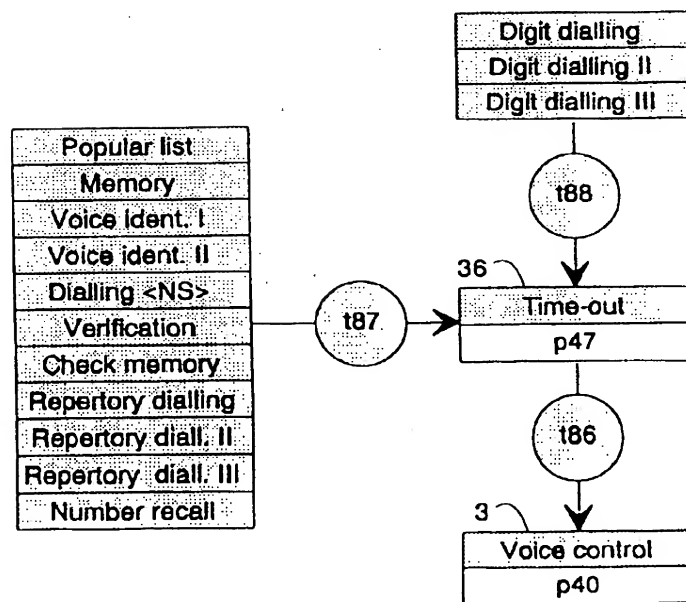 Digit dialling
Digit dialling II
Digit dialling III
Popular list
Memory
Voice Ident. I
Voice ident. II
Dialling <NS>
Verification
Check memory
Repertory dialling
Repertory diall. II
Repertory diall. III
Number recall
t88
t87
36
Time-out
p47
t86
3
Voice control
p40